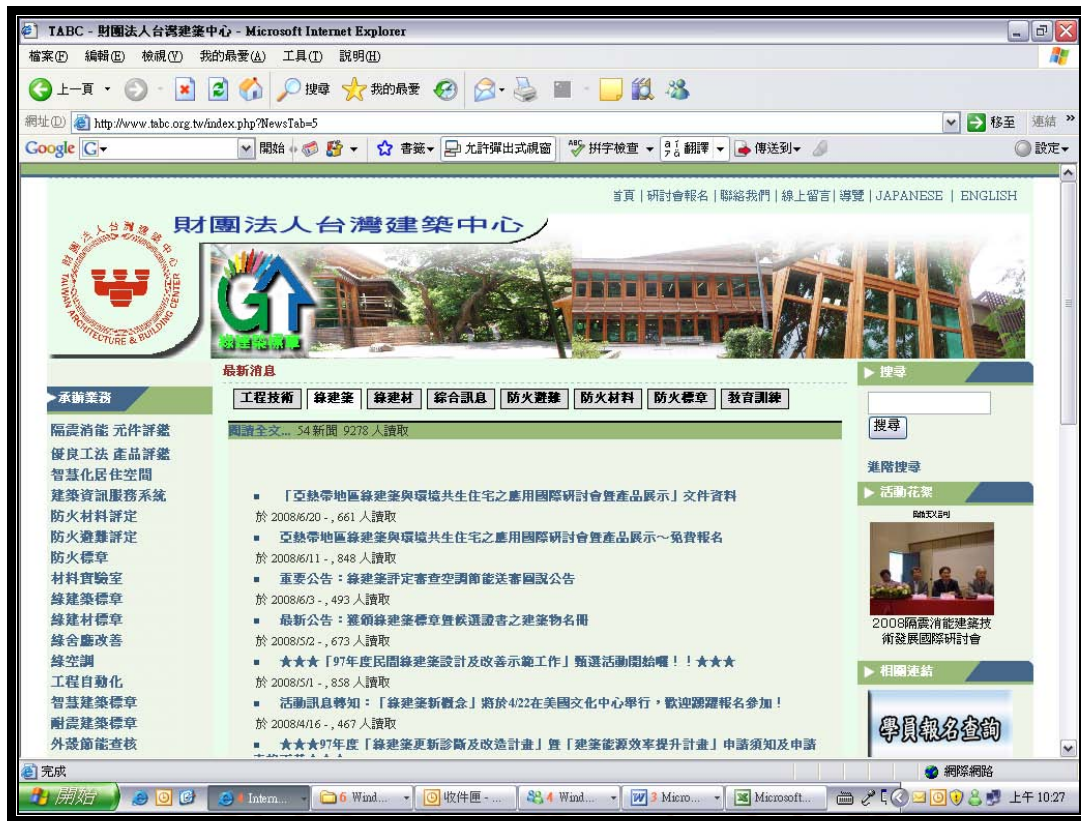 TABC - 財團法人台灣建築中心 - Microsoft Internet Explorer
檔案(F) 編輯(E) 檢視(V) 我的最愛(A) 工具(T) 說明(H)
上一頁 搜尋 我的最愛
網址(D) http://www.tabc.org.tw/index.php?NewsTab=5 移至 連結 »
Google G 開始 書籤 允許彈出式視窗 ABC 拼字檢查 翻譯 傳送到 設定
首頁 | 研討會報名 | 聯絡我們 | 線上留言 | 導覽 | JAPANESE | ENGLISH
財團法人台灣建築中心
財團法人台灣建築中心
TAIWAN ARCHITECTURE & BUILDING CENTER
綠建築標章
最新消息
工程技術 綠建築 綠建材 綜合訊息 防火避難 防火材料 防火標章 教育訓練
閱讀全文... 54 新聞 9278 人讀取
▪ 「亞熱帶地區綠建築與環境共生住宅之應用國際研討會暨產品展示」文件資料
於 2008/6/20 - , 661 人讀取
▪ 亞熱帶地區綠建築與環境共生住宅之應用國際研討會暨產品展示～免費報名
於 2008/6/11 - , 848 人讀取
▪ 重要公告：綠建築評定審查空調節能送審圖說公告
於 2008/6/3 - , 493 人讀取
▪ 最新公告：獲頒綠建築標章暨候選證書之建築物名冊
於 2008/5/2 - , 673 人讀取
▪ ★★★「97年度民間綠建築設計及改善示範工作」甄選活動開始囉！！★★★
於 2008/5/1 - , 858 人讀取
▪ 活動訊息轉知：「綠建築新概念」將於4/22在美國文化中心舉行，歡迎踴躍報名參加！
於 2008/4/16 - , 467 人讀取
▪ ★★★97年度「綠建築更新診斷及改造計畫」暨「建築能源效率提升計畫」申請須知及申請
承辦業務
隔震消能 元件評鑑
優良工法 產品評鑑
智慧化居住空間
建築資訊服務系統
防火材料評定
防火避難評定
防火標章
材料實驗室
綠建築標章
綠建材標章
綠舍廳改善
綠空調
工程自動化
智慧建築標章
耐震建築標章
外殼節能查核
搜尋
搜尋
進階搜尋
活動花絮
2008隔震消能建築技
術發展國際研討會
相關連結
學員報名查詢
完成 網際網路
開始 Intern... 6 Wind... 收件匣 - ... 4 Wind... 3 Micro... Microsoft... 上午 10:27